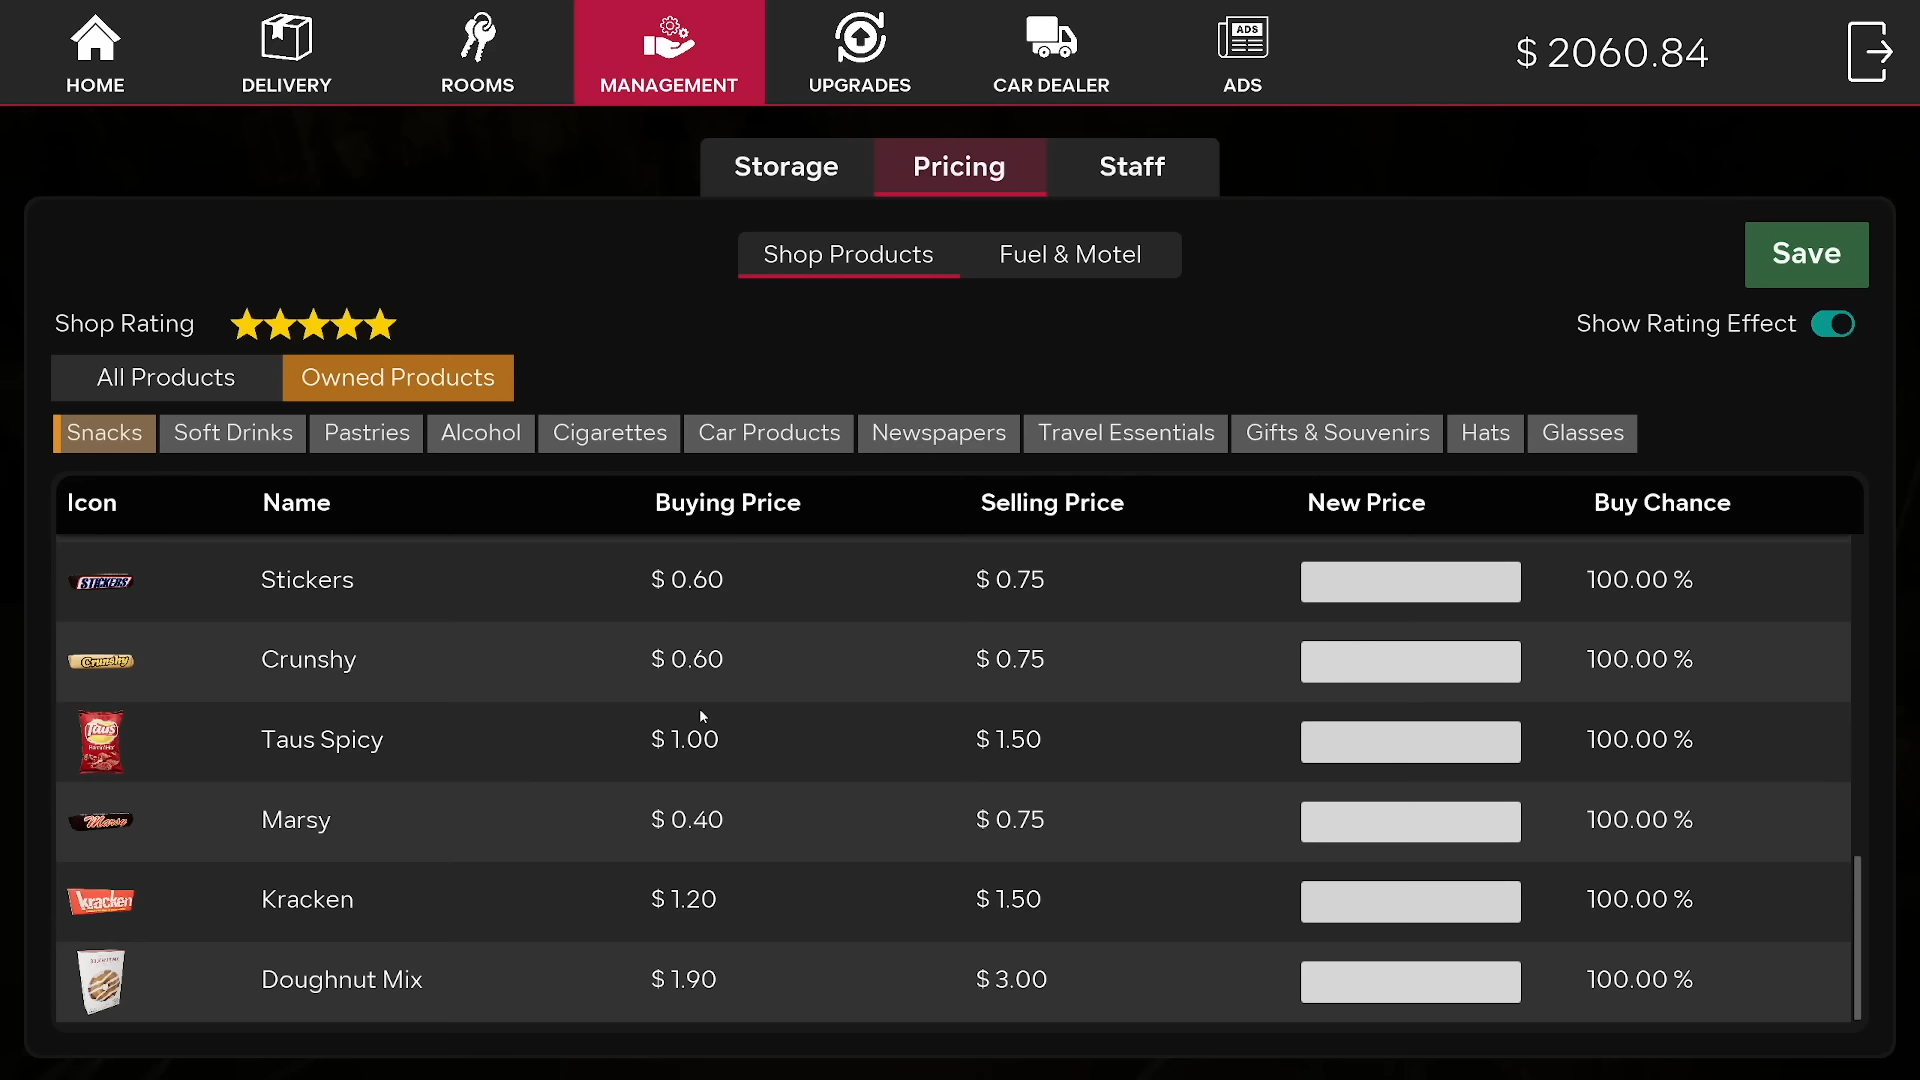 HOME DELIVERY ROOMS MANAGEMENT UPGRADES CAR DEALER ADS
ADS
$ 2060.84
Storage Pricing Staff
Shop Products Fuel & Motel
Save
Shop Rating
Show Rating Effect
All Products Owned Products
Snacks Soft Drinks Pastries Alcohol Cigarettes Car Products Newspapers Travel Essentials Gifts & Souvenirs Hats Glasses
Icon Name Buying Price Selling Price New Price Buy Chance
STICKERS Stickers $ 0.60 $ 0.75 100.00 %
Crunshy Crunshy $ 0.60 $ 0.75 100.00 %
Taus Taus Spicy $ 1.00 $ 1.50 100.00 %
Marsy $ 0.40 $ 0.75 100.00 %
kracken Kracken $ 1.20 $ 1.50 100.00 %
Doughnut Mix $ 1.90 $ 3.00 100.00 %